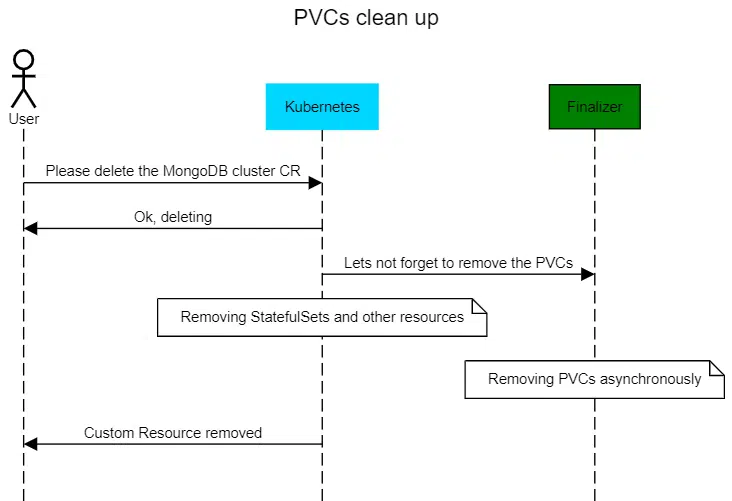 PVCs clean up
User
Kubernetes
Finalizer
Please delete the MongoDB cluster CR
Ok, deleting
Lets not forget to remove the PVCs
Removing StatefulSets and other resources
Removing PVCs asynchronously
Custom Resource removed